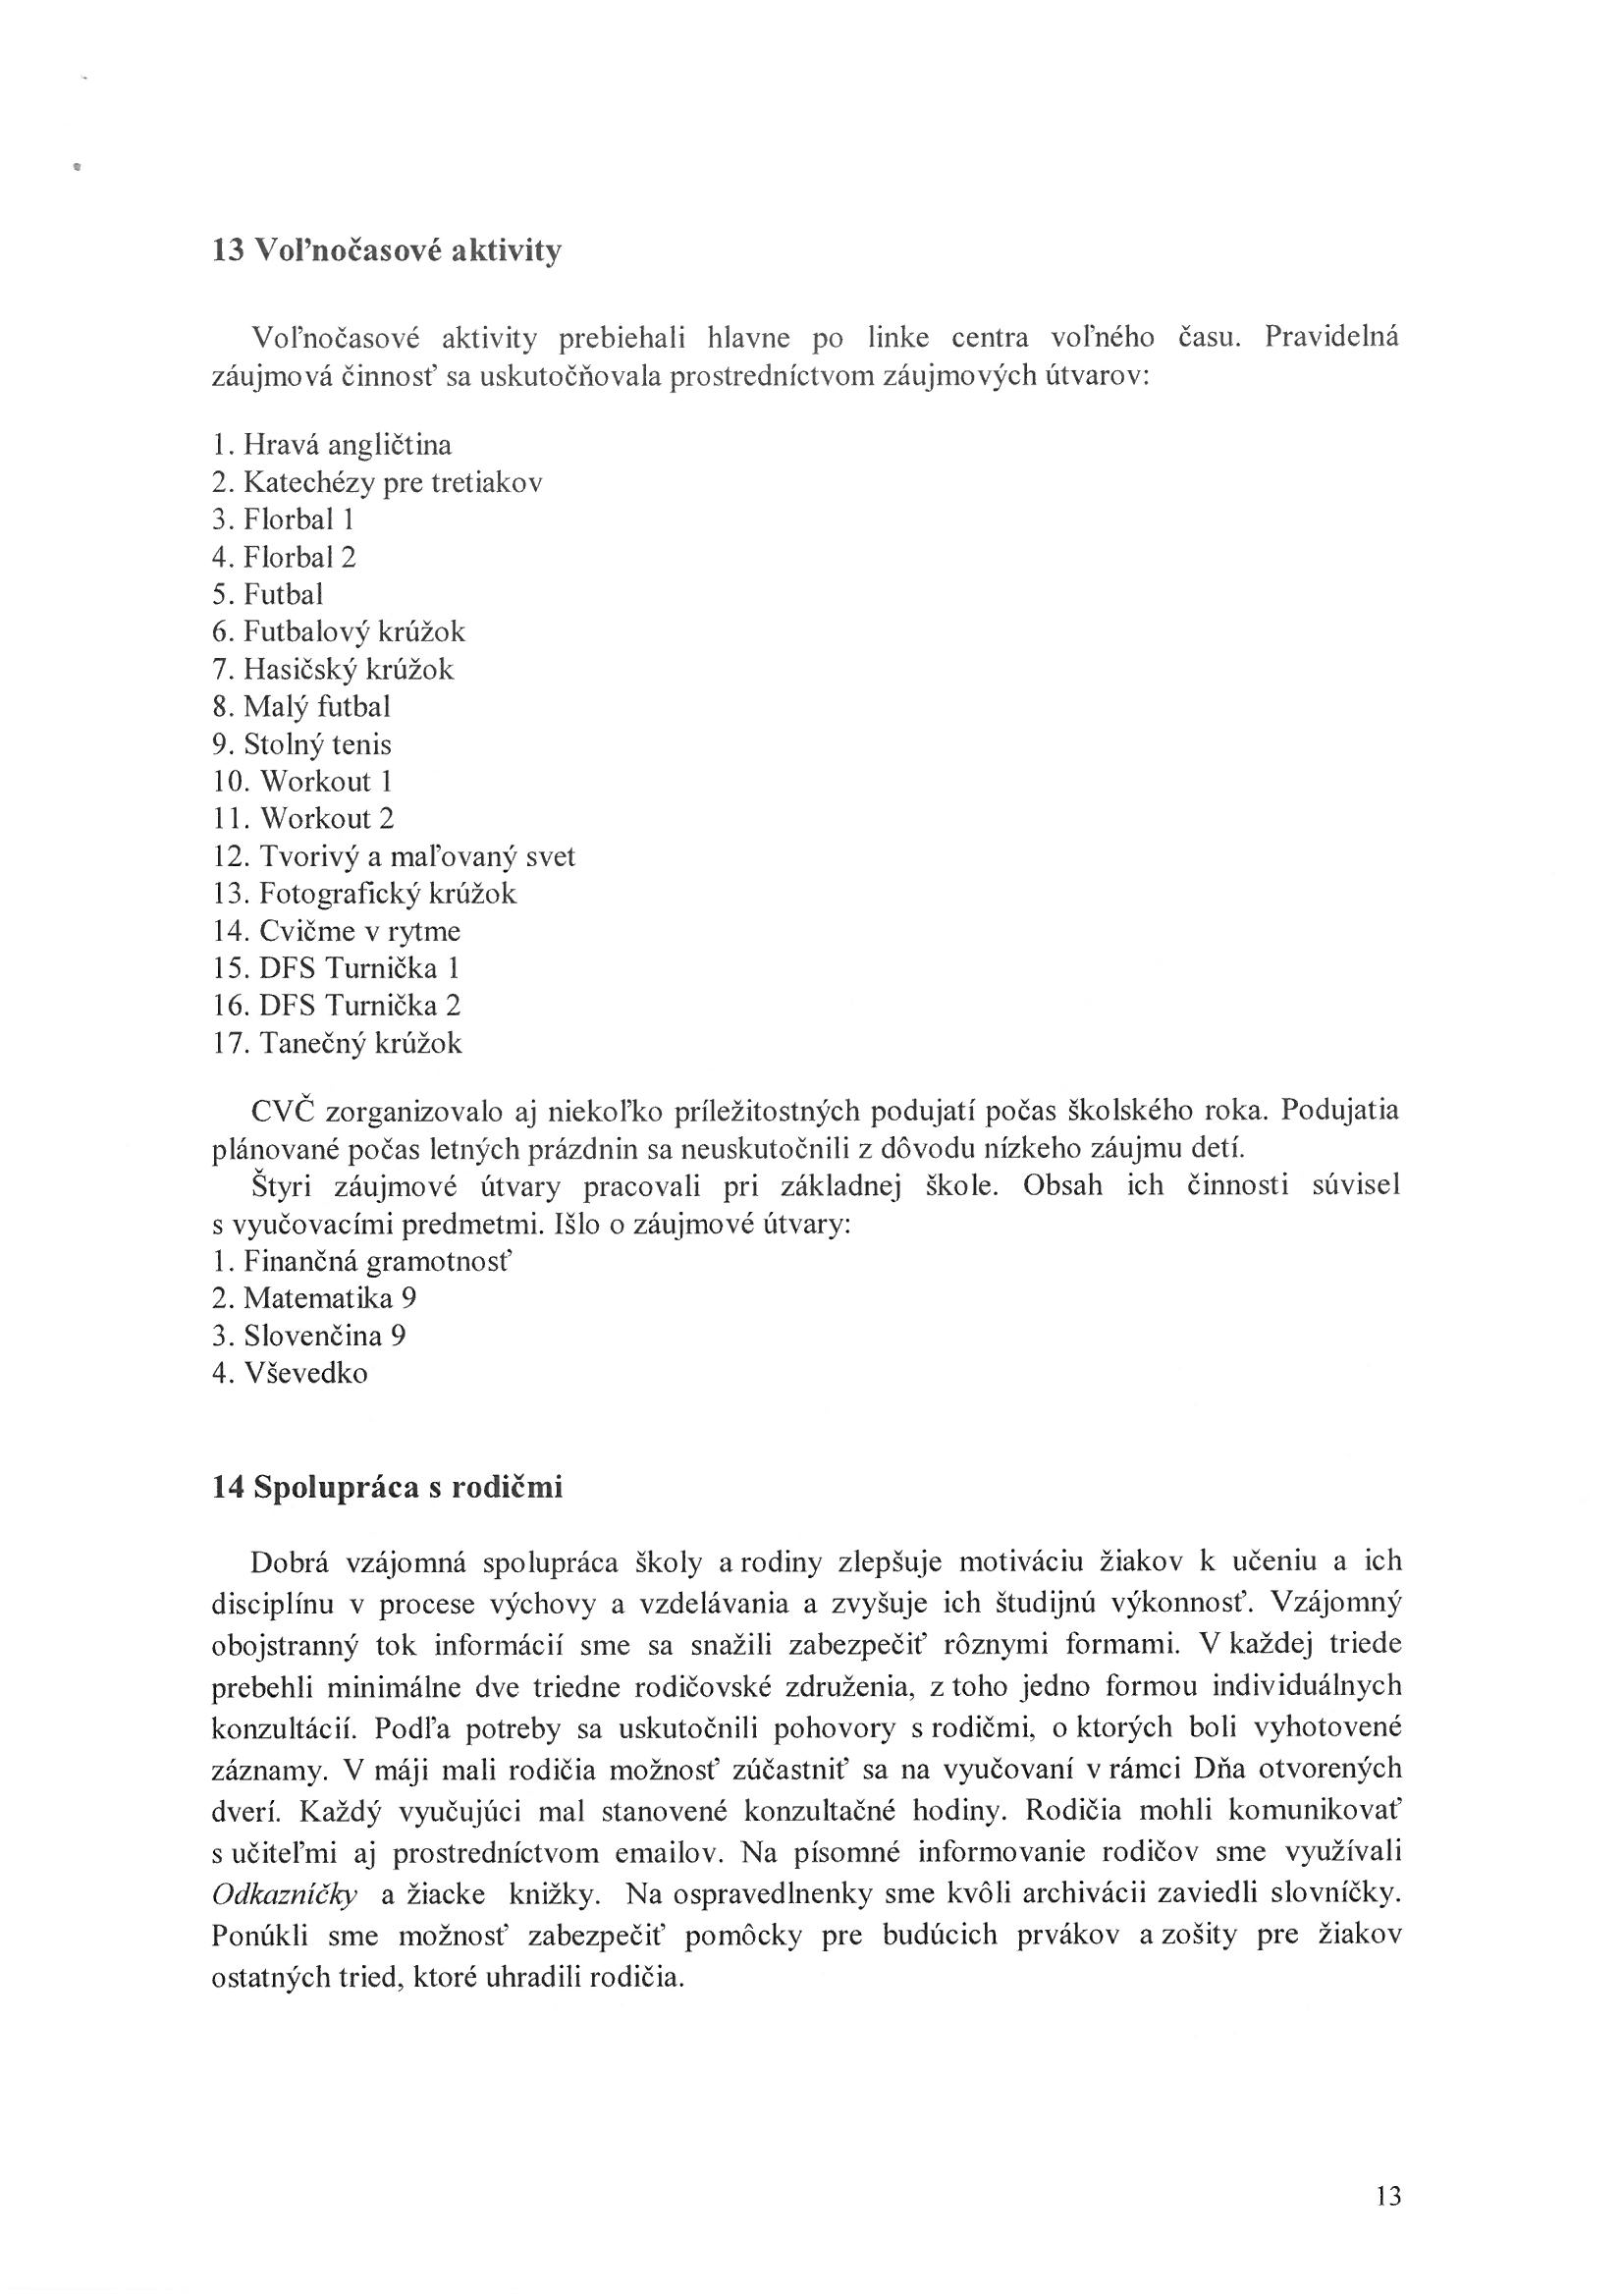 13 Voľnočasové aktivity
Voľnočasové aktivity prebiehali hlavne po linke centra voľného času. Pravidelná
záujmová činnosť sa uskutočňovala prostredníctvom záujmových útvarov:
1. Hravá angličtina
2. Katechézy pre tretiakov
3. Florbal 1
4. Florbal 2
5. Futbal
6. Futbalový krúžok
7. Hasičský krúžok
8. Malý futbal
9. Stolný tenis
10. Workout 1
11. Workout 2
12. Tvorivý a maľovaný svet
13. Fotografický krúžok
14. Cvičme v rytme
15. DFS Turnička 1
16. DFS Turnička 2
17. Tanečný krúžok
CVČ zorganizovalo aj niekoľko príležitostných podujatí počas školského roka. Podujatia
plánované počas letných prázdnin sa neuskutočnili z dôvodu nízkeho záujmu detí.
Štyri záujmové útvary pracovali pri základnej škole. Obsah ich činnosti súvisel
s vyučovacími predmetmi. Išlo o záujmové útvary:
1. Finančná gramotnosť
2. Matematika 9
3. Slovenčina 9
4. Vševedko
14 Spolupráca s rodičmi
Dobrá vzájomná spolupráca školy a rodiny zlepšuje motiváciu žiakov k učeniu a ich
disciplínu v procese výchovy a vzdelávania a zvyšuje ich študijnú výkonnosť. Vzájomný
obojstranný tok informácií sme sa snažili zabezpečiť rôznymi formami. V každej triede
prebehli minimálne dve triedne rodičovské združenia, z toho jedno formou individuálnych
konzultácií. Podľa potreby sa uskutočnili pohovory s rodičmi, o ktorých boli vyhotovené
záznamy. V máji mali rodičia možnosť zúčastniť sa na vyučovaní v rámci Dňa otvorených
dverí. Každý vyučujúci mal stanovené konzultačné hodiny. Rodičia mohli komunikovať
s učiteľmi aj prostredníctvom emailov. Na písomné informovanie rodičov sme využívali
Odkazníčky a žiacke knižky. Na ospravedlnenky sme kvôli archivácii zaviedli slovníčky.
Ponúkli sme možnosť zabezpečiť pomôcky pre budúcich prvákov a zošity pre žiakov
ostatných tried, ktoré uhradili rodičia.
13